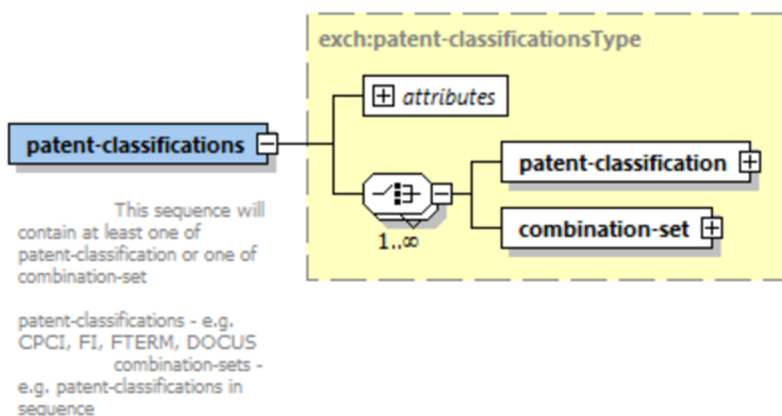 exch:patent-classificationsType
attributes
patent-classifications
patent-classification
combination-set
1..∞
This sequence will
contain at least one of
patent-classification or one of
combination-set
patent-classifications - e.g.
CPCI, FI, FTERM, DOCUS
combination-sets -
e.g. patent-classifications in
sequence